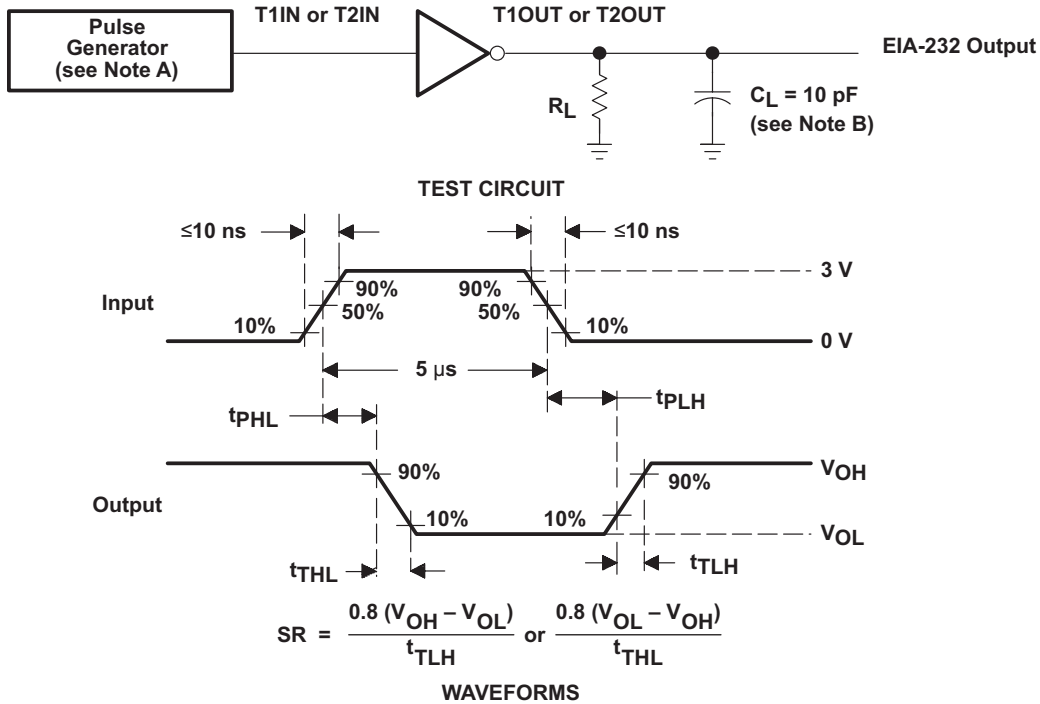 T1IN or T2IN
T1OUT or T2OUT
Pulse
Generator
(see Note A)
EIA-232 Output
RL
CL = 10 pF
(see Note B)
TEST CIRCUIT
≤10 ns
≤10 ns
3 V
90%
90%
Input
50%
50%
10%
10%
0 V
5 μs
tPHL
tPLH
VOH
90%
90%
Output
10%
10%
VOL
tTHL
tTLH
SR = 0.8 (VOH – VOL) / tTLH or 0.8 (VOL – VOH) / tTHL
WAVEFORMS